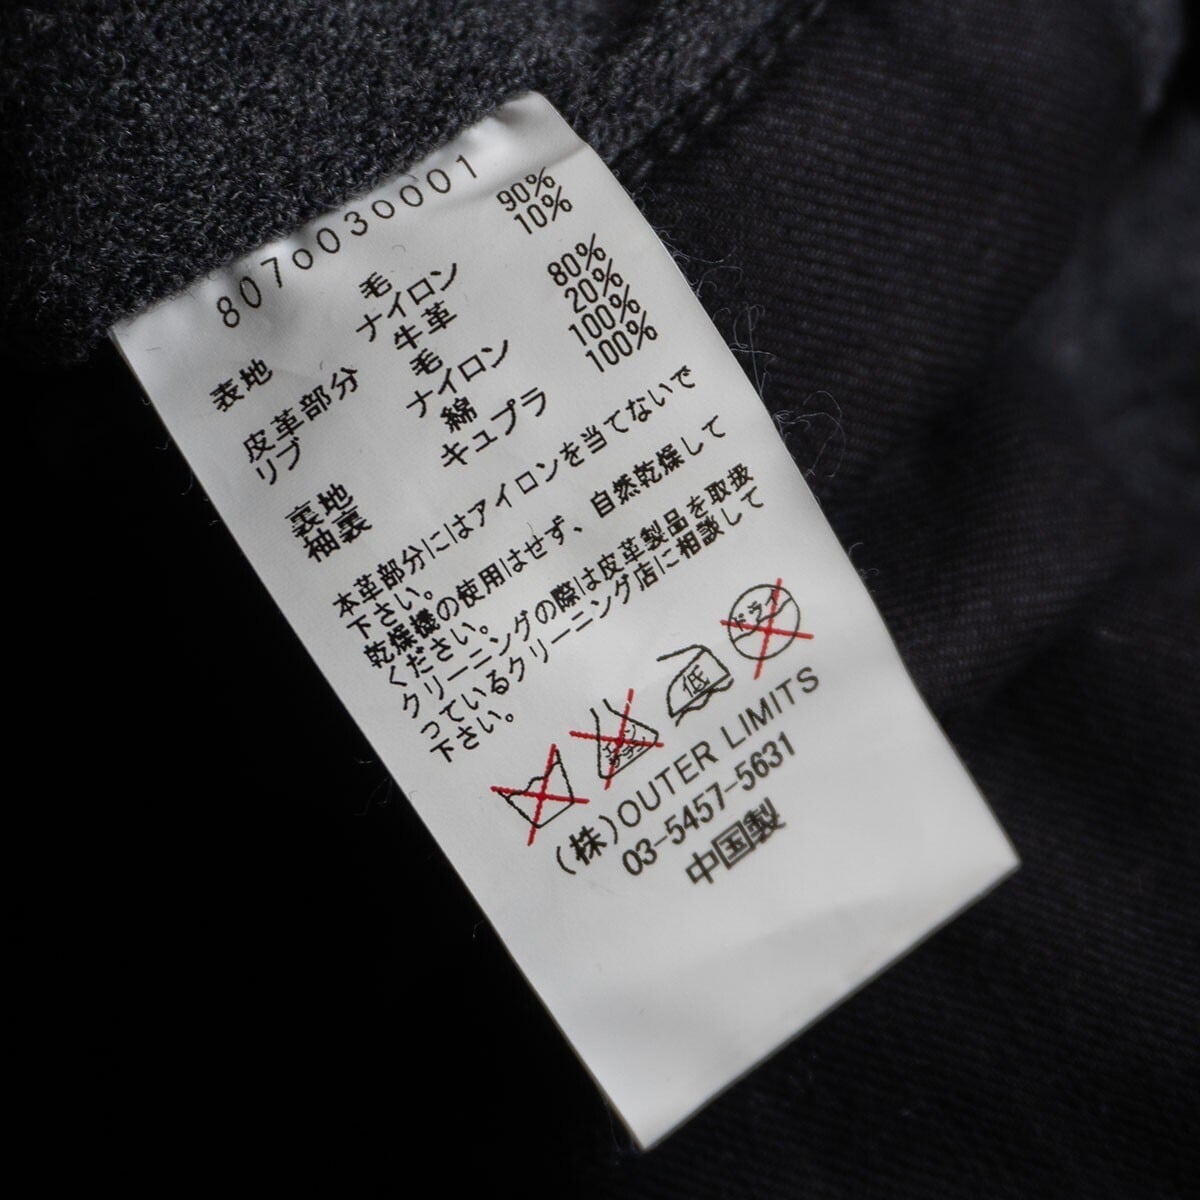 8070030001
表地 毛 90%
ナイロン 10%
皮革部分 牛革
リブ 毛 80%
ナイロン 20%
裏地 綿 100%
袖裏 キュプラ 100%
本革部分にはアイロンを当てないで
下さい。
乾燥機の使用はせず、自然乾燥して
ください。
クリーニングの際は皮革製品を取扱
っているクリーニング店に相談して
下さい。
エンソ サラシ 低 ドライ
(株)OUTER LIMITS
03-5457-5631
中国製